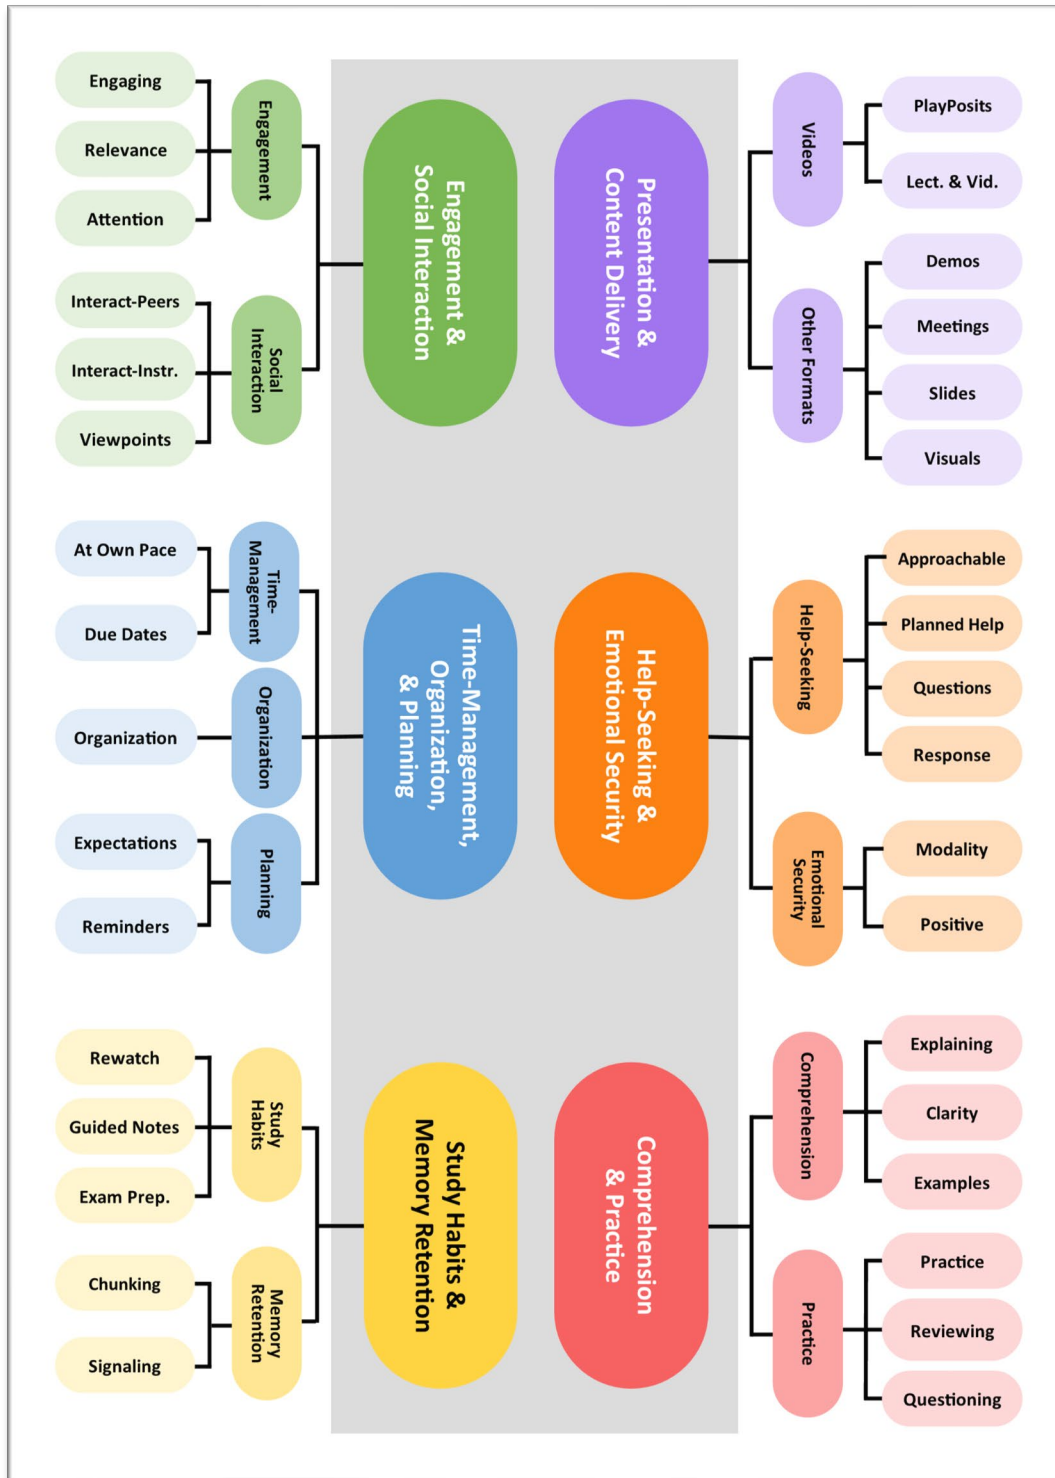 Engaging
Relevance
Attention
Engagement
Interact-Peers
Interact-Instr.
Viewpoints
Social
Interaction
Engagement &
Social Interaction
Presentation &
Content Delivery
Videos
PlayPosits
Lect. & Vid.
Other Formats
Demos
Meetings
Slides
Visuals
At Own Pace
Due Dates
Time-
Management
Organization
Organization
Expectations
Reminders
Planning
Time-Management,
Organization,
& Planning
Help-Seeking &
Emotional Security
Help-Seeking
Approachable
Planned Help
Questions
Response
Emotional
Security
Modality
Positive
Rewatch
Guided Notes
Exam Prep.
Study
Habits
Chunking
Signaling
Memory
Retention
Study Habits &
Memory Retention
Comprehension
& Practice
Comprehension
Explaining
Clarity
Examples
Practice
Practice
Reviewing
Questioning